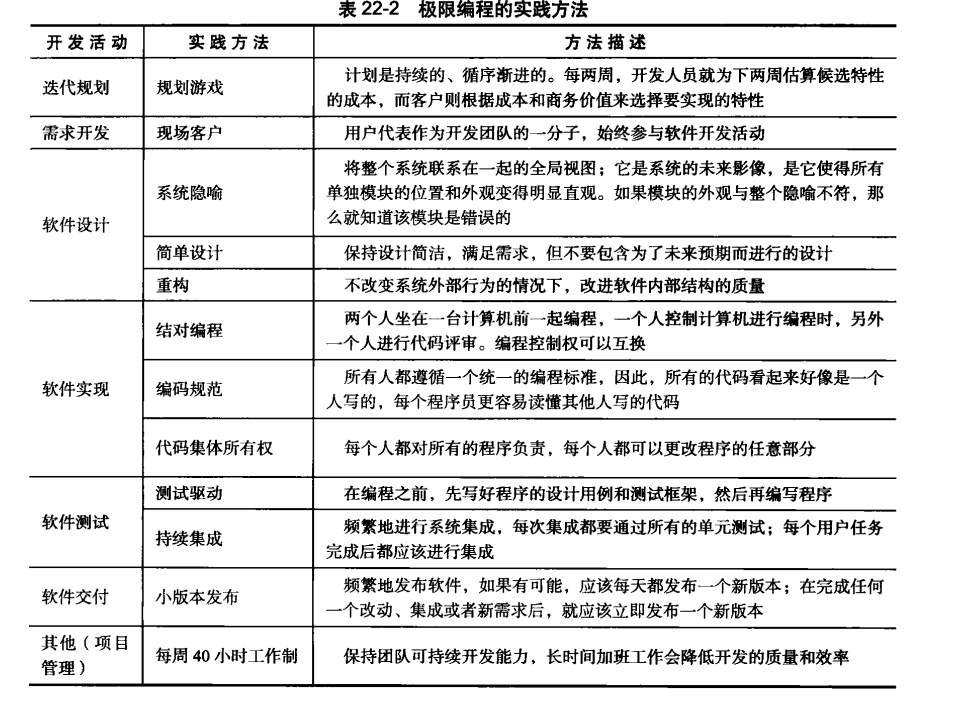 表 22-2 极限编程的实践方法
开发活动 实践方法 方法描述
迭代规划 规划游戏 计划是持续的、循序渐进的。每两周，开发人员就为下两周估算候选特性
的成本，而客户则根据成本和商务价值来选择要实现的特性
需求开发 现场客户 用户代表作为开发团队的一分子，始终参与软件开发活动
软件设计
系统隐喻
将整个系统联系在一起的全局视图；它是系统的未来影像，是它使得所有
单独模块的位置和外观变得明显直观。如果模块的外观与整个隐喻不符，那
么就知道该模块是错误的
简单设计 保持设计简洁，满足需求，但不要包含为了未来预期而进行的设计
重构 不改变系统外部行为的情况下，改进软件内部结构的质量
软件实现
结对编程
两个人坐在一台计算机前一起编程，一个人控制计算机进行编程时，另外
一个人进行代码评审。编程控制权可以互换
编码规范
所有人都遵循一个统一的编程标准，因此，所有的代码看起来好像是一个
人写的，每个程序员更容易读懂其他人写的代码
代码集体所有权 每个人都对所有的程序负责，每个人都可以更改程序的任意部分
软件测试
测试驱动 在编程之前，先写好程序的设计用例和测试框架，然后再编写程序
持续集成
频繁地进行系统集成，每次集成都要通过所有的单元测试；每个用户任务
完成后都应该进行集成
软件交付 小版本发布
频繁地发布软件，如果有可能，应该每天都发布一个新版本；在完成任何
一个改动、集成或者新需求后，就应该立即发布一个新版本
其他（项目
管理）
每周 40 小时工作制 保持团队可持续开发能力，长时间加班工作会降低开发的质量和效率